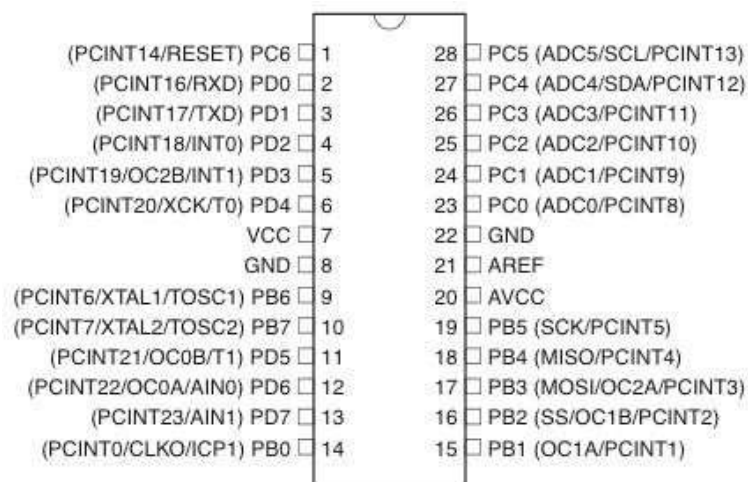 (PCINT14/RESET) PC6 1 28 PC5 (ADC5/SCL/PCINT13)
(PCINT16/RXD) PD0 2 27 PC4 (ADC4/SDA/PCINT12)
(PCINT17/TXD) PD1 3 26 PC3 (ADC3/PCINT11)
(PCINT18/INT0) PD2 4 25 PC2 (ADC2/PCINT10)
(PCINT19/OC2B/INT1) PD3 5 24 PC1 (ADC1/PCINT9)
(PCINT20/XCK/T0) PD4 6 23 PC0 (ADC0/PCINT8)
VCC 7 22 GND
GND 8 21 AREF
(PCINT6/XTAL1/TOSC1) PB6 9 20 AVCC
(PCINT7/XTAL2/TOSC2) PB7 10 19 PB5 (SCK/PCINT5)
(PCINT21/OC0B/T1) PD5 11 18 PB4 (MISO/PCINT4)
(PCINT22/OC0A/AIN0) PD6 12 17 PB3 (MOSI/OC2A/PCINT3)
(PCINT23/AIN1) PD7 13 16 PB2 (SS/OC1B/PCINT2)
(PCINT0/CLKO/ICP1) PB0 14 15 PB1 (OC1A/PCINT1)